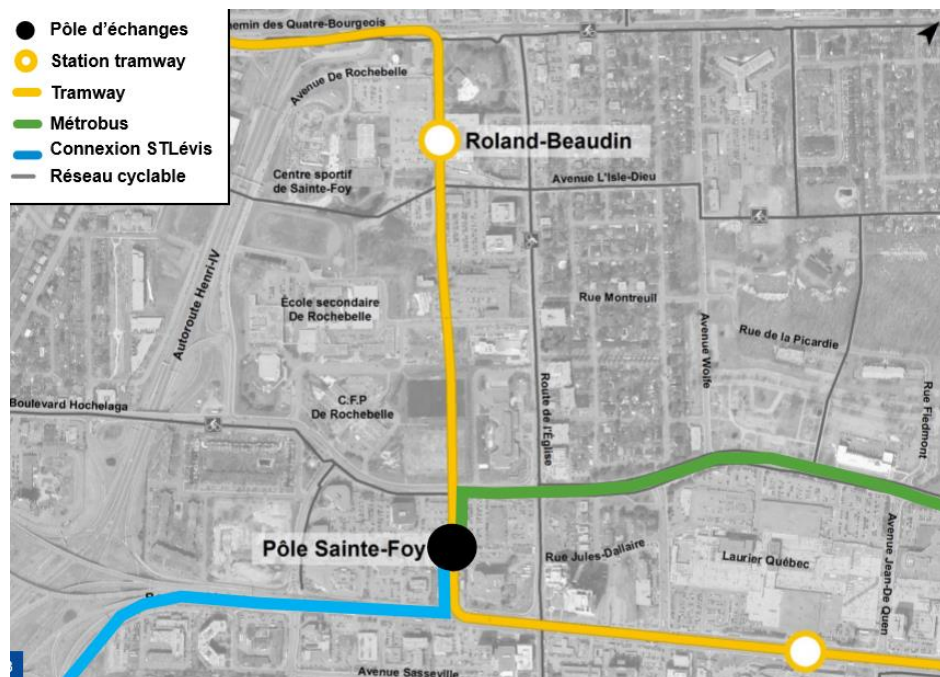 Pôle d'échanges
Station tramway
Tramway
Métrobus
Connexion STLévis
Réseau cyclable
emin des Quatre-Bourgeois
Avenue De Rochebelle
Roland-Beaudin
Centre sportif
de Sainte-Foy
Avenue L'Isle-Dieu
Autoroute Henri-IV
École secondaire
De Rochebelle
Rue Montreuil
Avenue Wolfe
Rue de la Picardie
Boulevard Hochelaga
C.F.P
De Rochebelle
Route de l'Église
Rue Fiedmont
Pôle Sainte-Foy
Rue Jules-Dallaire
Laurier Québec
Avenue Jean-De Quen
Avenue Sasseville